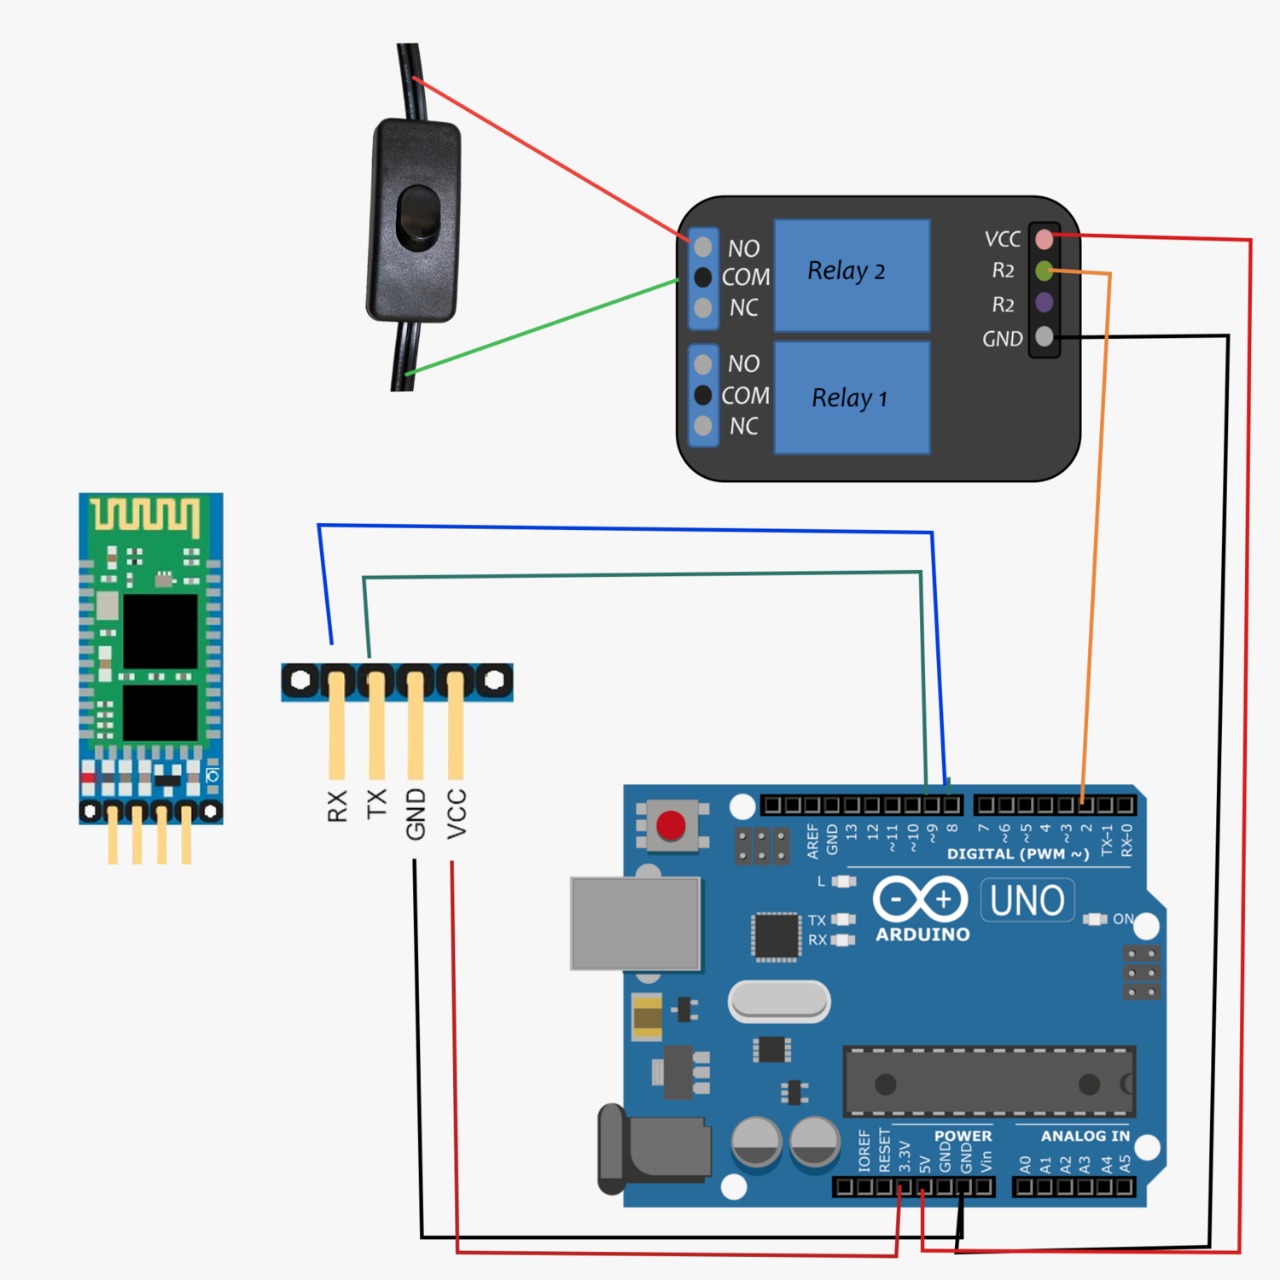 NO
COM
NC
Relay 2
VCC
R2
R2
GND
NO
COM
NC
Relay 1
RX
TX
GND
VCC
AREF
GND
13
12
~11
~10
~9
8
7
~6
~5
4
~3
2
TX-1
RX-0
DIGITAL (PWM ~)
L
TX
RX
- +
ARDUINO
UNO
ON
POWER
ANALOG IN
IOREF
RESET
3.3V
5V
GND
GND
Vin
A0
A1
A2
A3
A4
A5